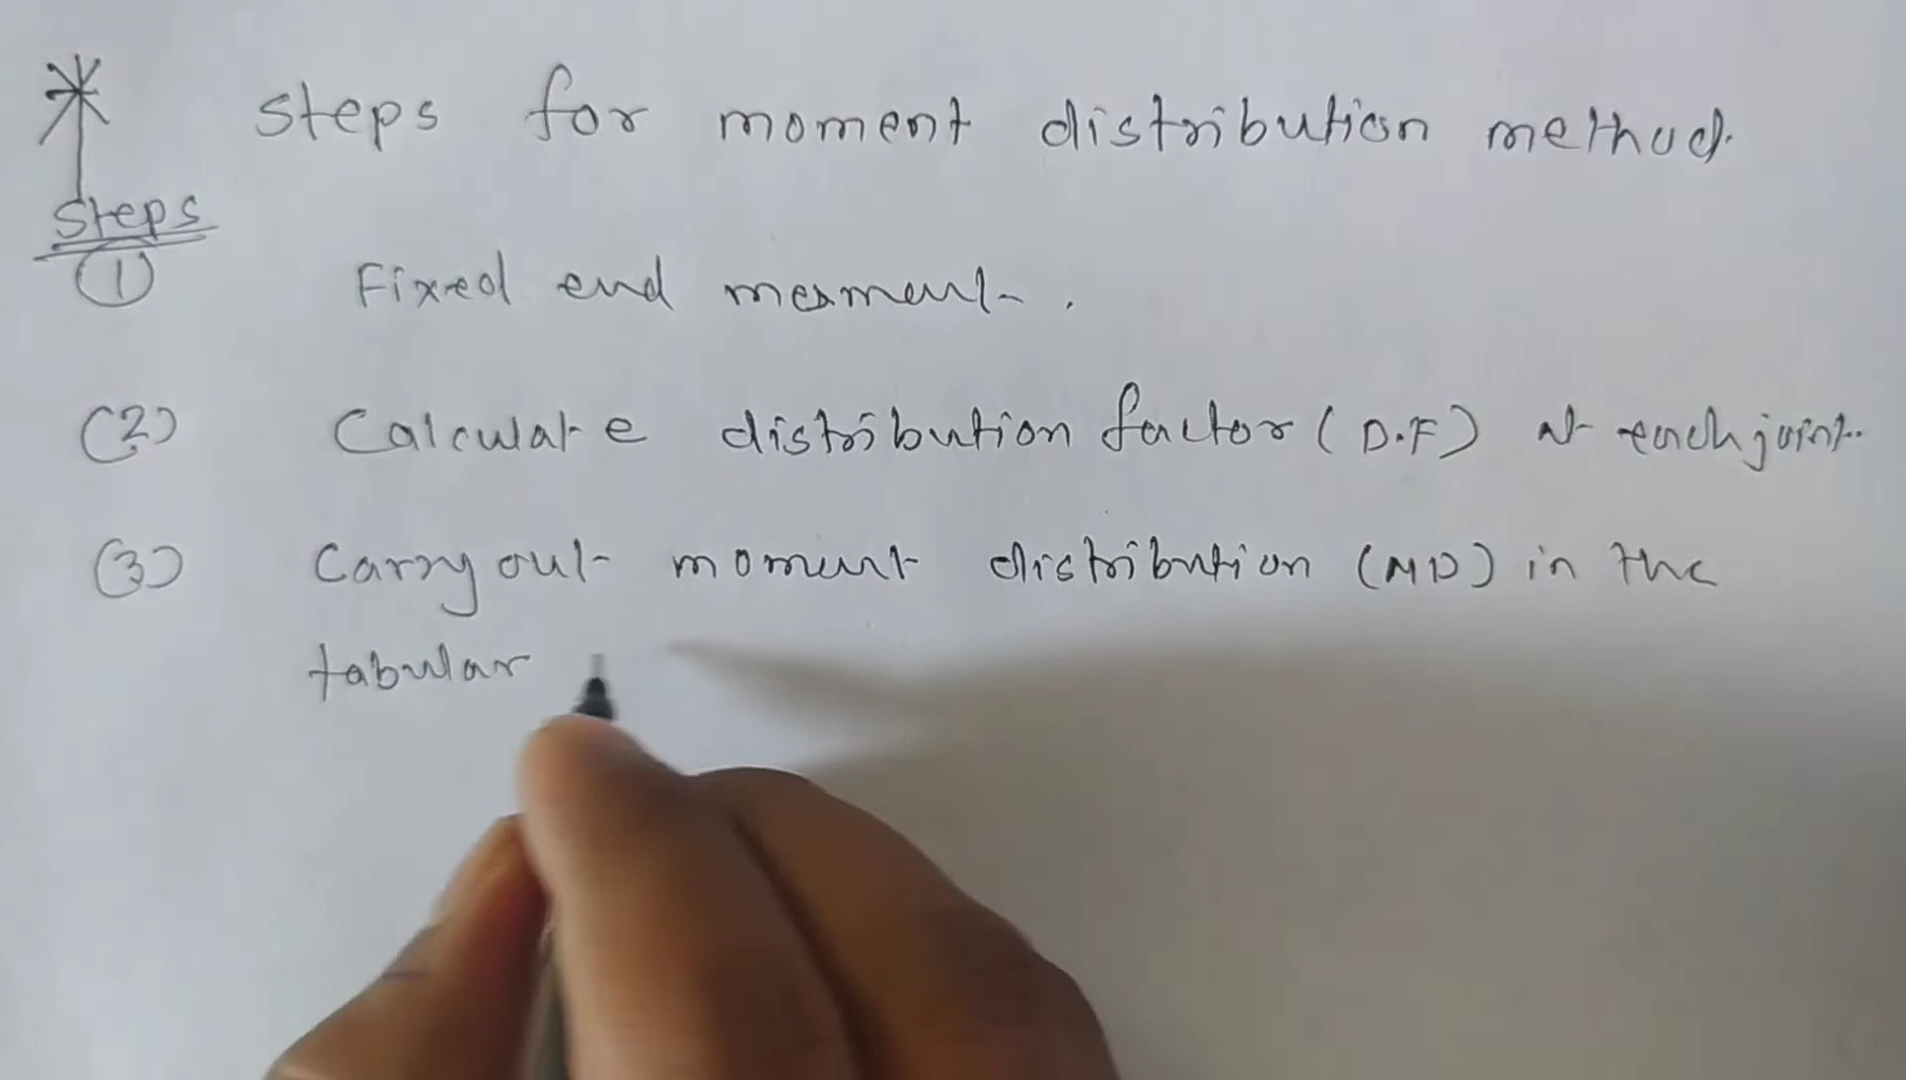 Steps for moment distribution method.
Steps
(1) Fixed end moment.
(2) Calculate distribution factor (D.F) at each joint.
(3) Carry out moment distribution (MD) in the
tabular